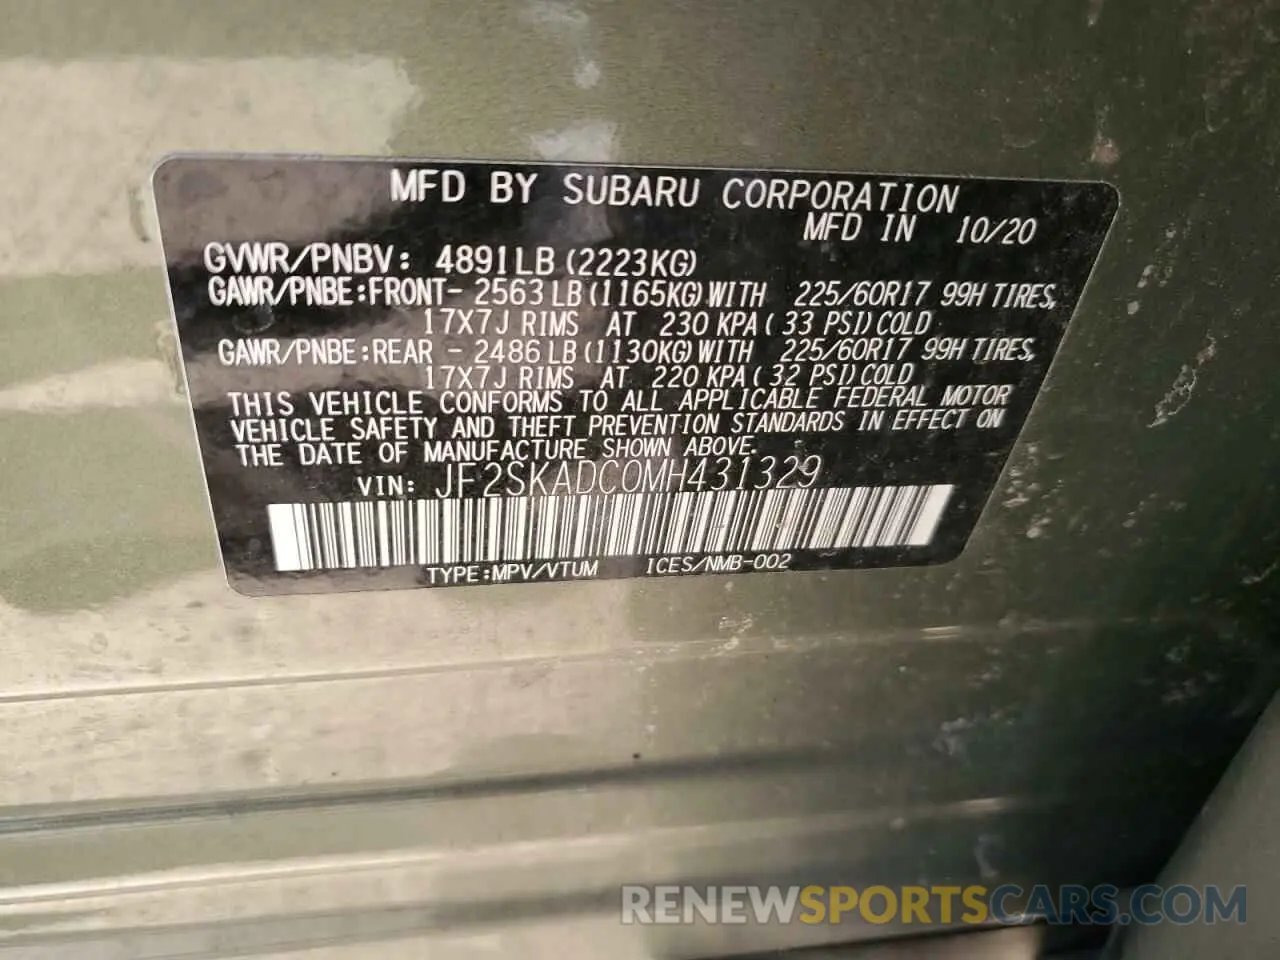 MFD BY SUBARU CORPORATION
MFD IN 10/20
GVWR/PNBV: 4891LB (2223KG)
GAWR/PNBE:FRONT- 2563LB(1165KG)WITH 225/60R17 99H TIRES,
17X7J RIMS AT 230 KPA( 33 PSI)COLD
GAWR/PNBE:REAR - 2486LB(1130KG)WITH 225/60R17 99H TIRES,
17X7J RIMS AT 220 KPA( 32 PSI)COLD
THIS VEHICLE CONFORMS TO ALL APPLICABLE FEDERAL MOTOR
VEHICLE SAFETY AND THEFT PREVENTION STANDARDS IN EFFECT ON
THE DATE OF MANUFACTURE SHOWN ABOVE.
VIN: JF2SKADC0MH431329
TYPE:MPV/VTUM ICES/NMB-002
RENEWSPORTSCARS.COM